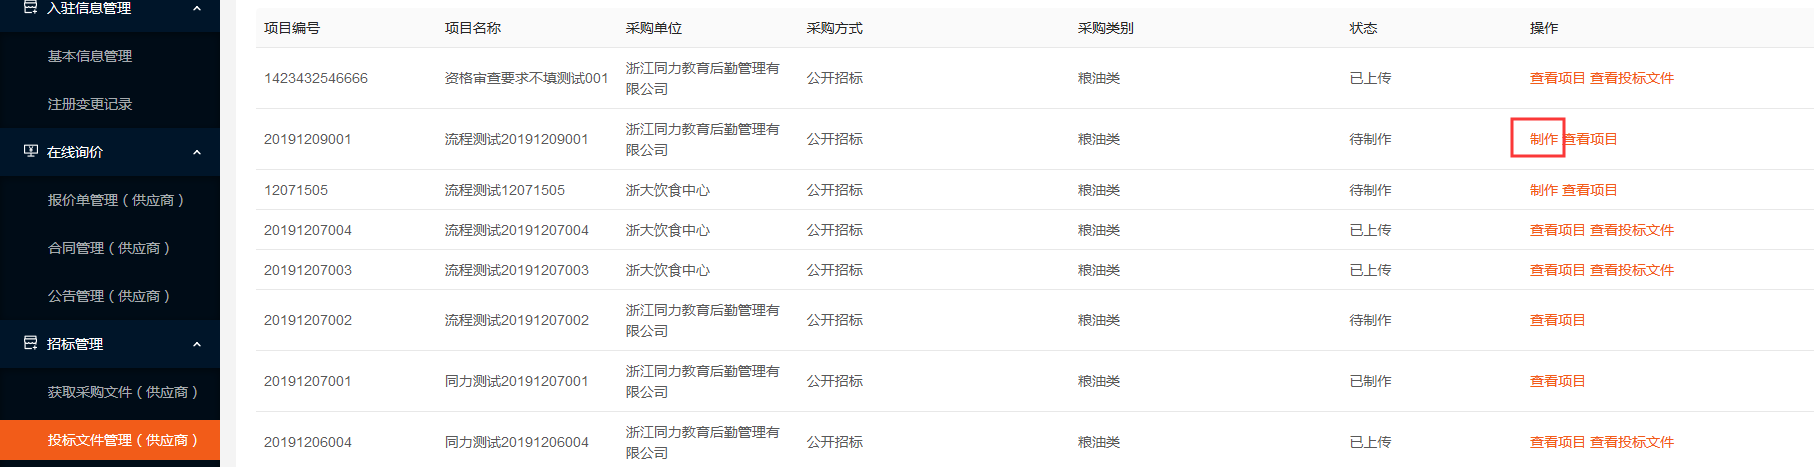 入驻信息管理
基本信息管理
注册变更记录
在线询价
报价单管理（供应商）
合同管理（供应商）
公告管理（供应商）
招标管理
获取采购文件（供应商）
投标文件管理（供应商）
项目编号 项目名称 采购单位 采购方式 采购类别 状态 操作
1423432546666 资格审查要求不填测试001 浙江同力教育后勤管理有 公开招标 粮油类 已上传 查看项目 查看投标文件
限公司
20191209001 流程测试20191209001 浙江同力教育后勤管理有 公开招标 粮油类 待制作 制作 查看项目
限公司
12071505 流程测试12071505 浙大饮食中心 公开招标 粮油类 待制作 制作 查看项目
20191207004 流程测试20191207004 浙大饮食中心 公开招标 粮油类 已上传 查看项目 查看投标文件
20191207003 流程测试20191207003 浙大饮食中心 公开招标 粮油类 已上传 查看项目 查看投标文件
20191207002 流程测试20191207002 浙江同力教育后勤管理有 公开招标 粮油类 待制作 查看项目
限公司
20191207001 同力测试20191207001 浙江同力教育后勤管理有 公开招标 粮油类 已制作 查看项目
限公司
20191206004 同力测试20191206004 浙江同力教育后勤管理有 公开招标 粮油类 已上传 查看项目 查看投标文件
限公司